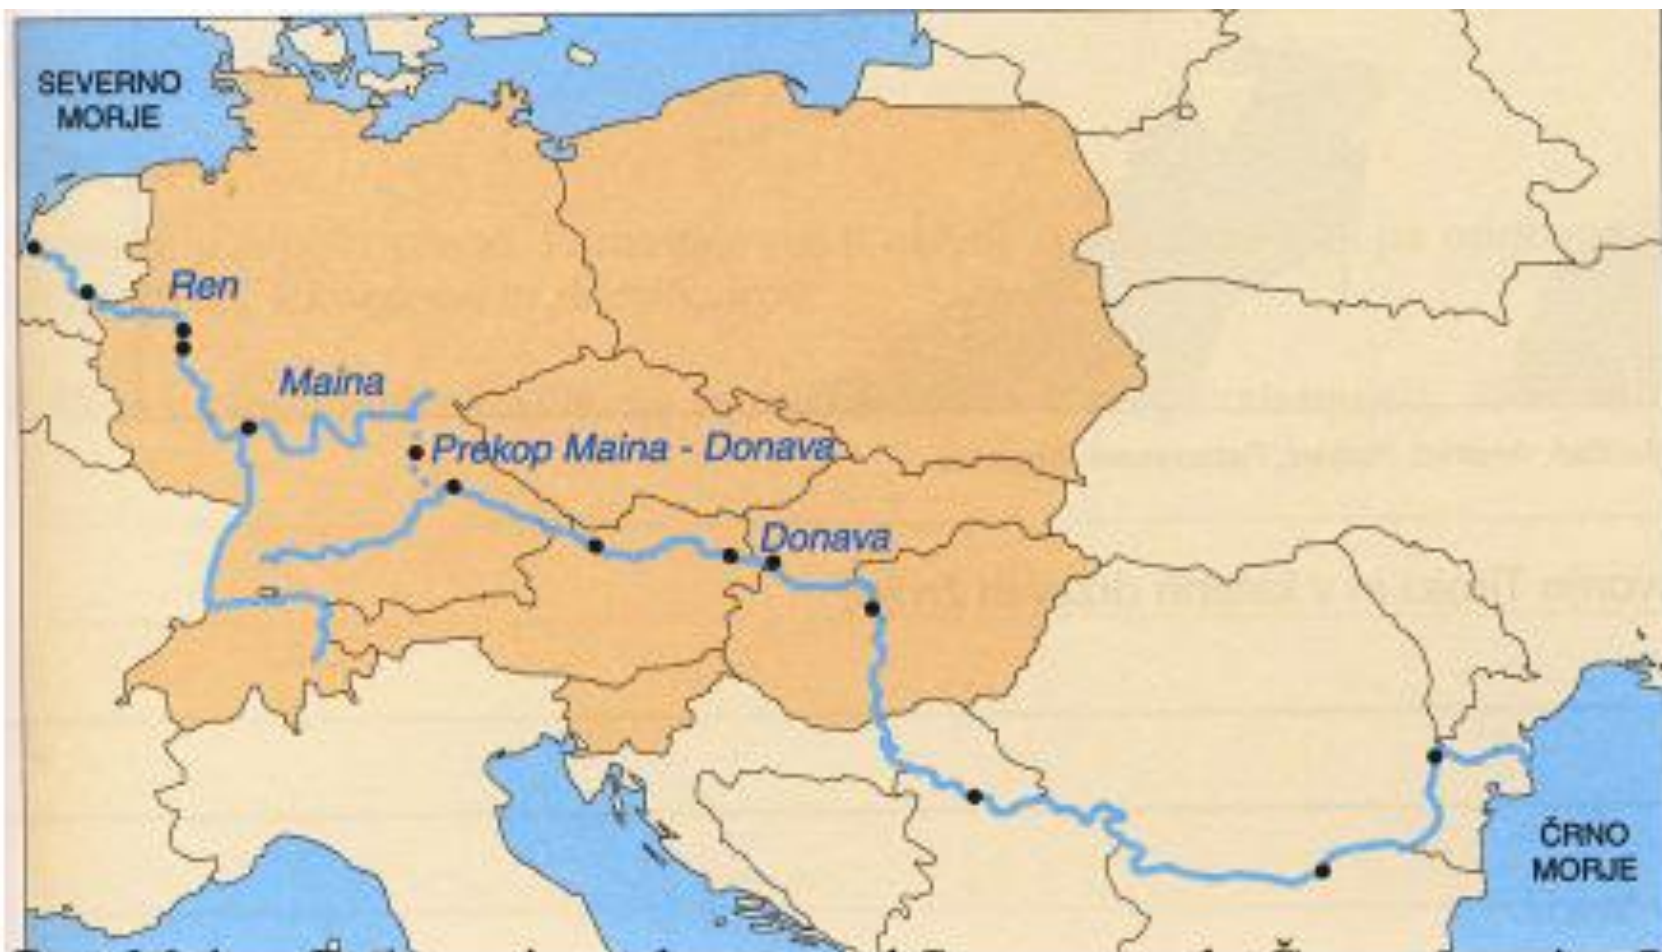 SEVERNO
MORJE
Ren
Maina
Prekop Maina - Donava
Donava
ČRNO
MORJE